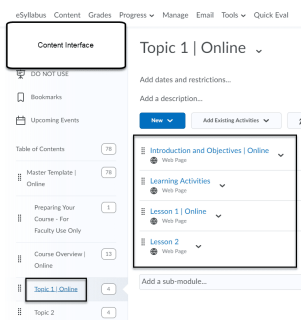 eSyllabus Content Grades Progress Manage Email Tools Quick Eval
Content Interface
Topic 1 | Online
DO NOT USE
Add dates and restrictions...
Bookmarks
Add a description...
Upcoming Events
New Add Existing Activities
Table of Contents 78
Introduction and Objectives | Online
Web Page
Master Template | Online 78
Learning Activities
Web Page
Preparing Your Course - For Faculty Use Only 1
Lesson 1 | Online
Web Page
Lesson 2
Web Page
Course Overview | Online 13
Topic 1 | Online 4
Add a sub-module...
Topic 2 4